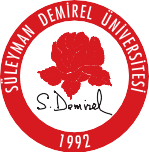 SÜLEYMAN DEMİREL ÜNİVERSİTESİ
S. Demirel
1992